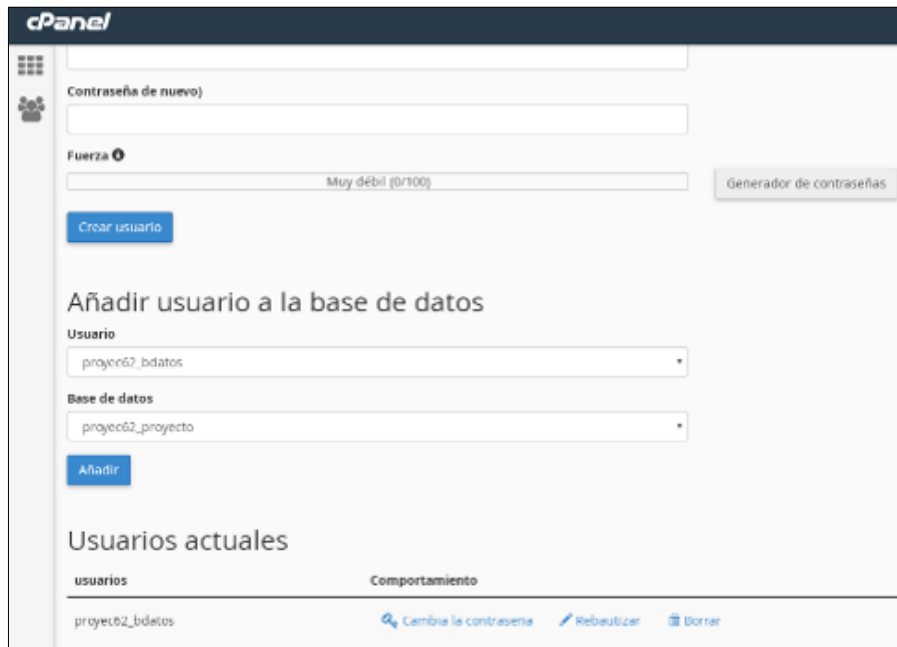 cPanel
Contraseña de nuevo)
Fuerza
Muy débil (0/100)
Generador de contraseñas
Crear usuario
Añadir usuario a la base de datos
Usuario
proyec62_bdatos
Base de datos
proyec62_proyecto
Añadir
Usuarios actuales
usuarios Comportamiento
proyec62_bdatos Cambia la contraseña Rebautizar Borrar